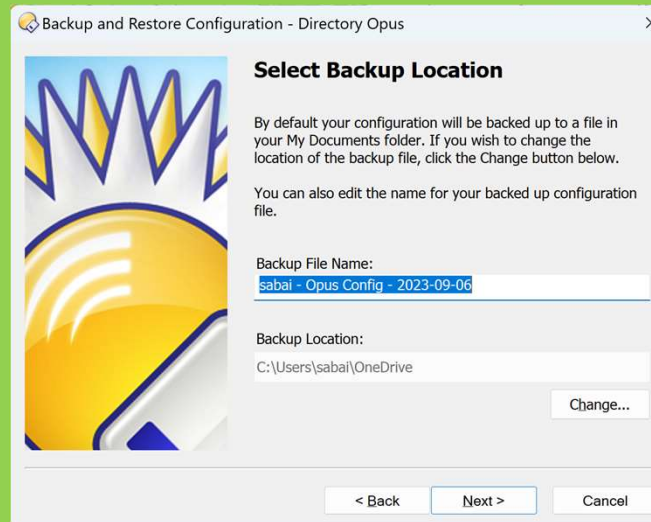 Backup and Restore Configuration - Directory Opus
Select Backup Location
By default your configuration will be backed up to a file in
your My Documents folder. If you wish to change the
location of the backup file, click the Change button below.
You can also edit the name for your backed up configuration
file.
Backup File Name:
sabai - Opus Config - 2023-09-06
Backup Location:
C:\Users\sabai\OneDrive
Change...
< Back
Next >
Cancel